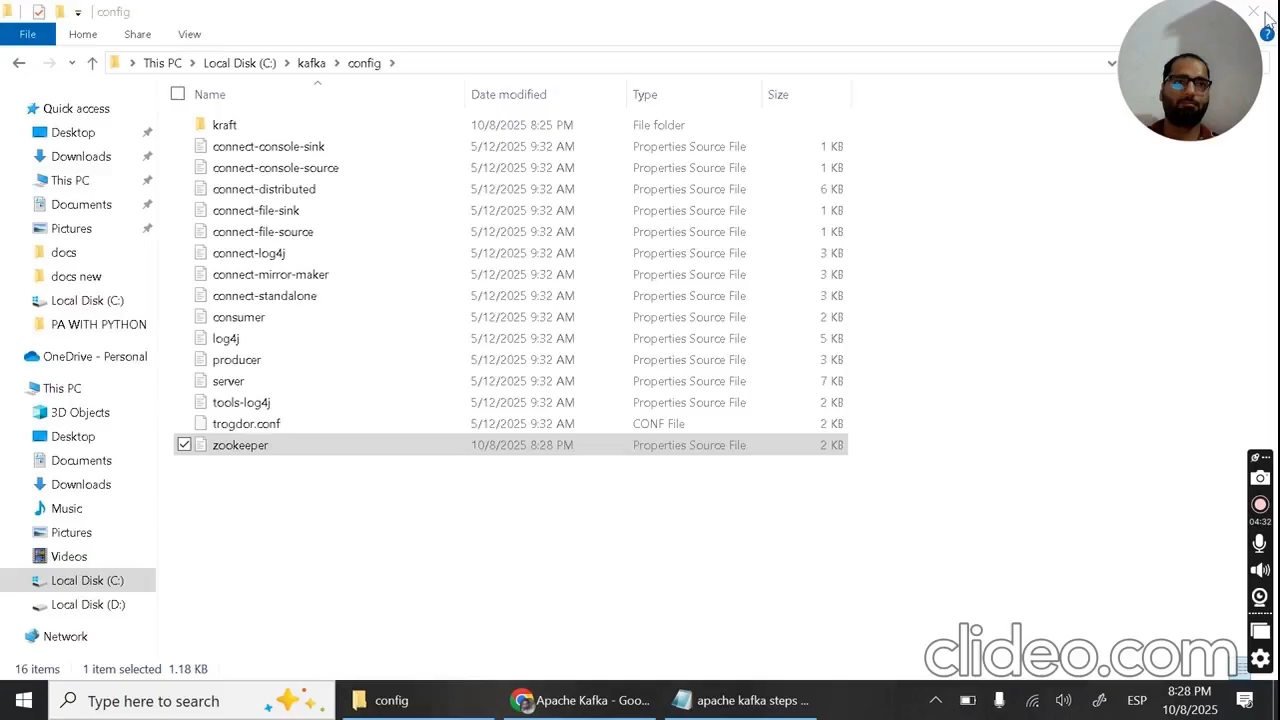 config
File Home Share View
This PC Local Disk (C:) kafka config
Name Date modified Type Size
kraft 10/8/2025 8:25 PM File folder
connect-console-sink 5/12/2025 9:32 AM Properties Source File 1 KB
connect-console-source 5/12/2025 9:32 AM Properties Source File 1 KB
connect-distributed 5/12/2025 9:32 AM Properties Source File 6 KB
connect-file-sink 5/12/2025 9:32 AM Properties Source File 1 KB
connect-file-source 5/12/2025 9:32 AM Properties Source File 1 KB
connect-log4j 5/12/2025 9:32 AM Properties Source File 3 KB
connect-mirror-maker 5/12/2025 9:32 AM Properties Source File 3 KB
connect-standalone 5/12/2025 9:32 AM Properties Source File 3 KB
consumer 5/12/2025 9:32 AM Properties Source File 2 KB
log4j 5/12/2025 9:32 AM Properties Source File 5 KB
producer 5/12/2025 9:32 AM Properties Source File 3 KB
server 5/12/2025 9:32 AM Properties Source File 7 KB
tools-log4j 5/12/2025 9:32 AM Properties Source File 2 KB
trogdor.conf 5/12/2025 9:32 AM CONF File 2 KB
zookeeper 10/8/2025 8:28 PM Properties Source File 2 KB
Quick access
Desktop
Downloads
This PC
Documents
Pictures
docs
docs new
Local Disk (C:)
PA WITH PYTHON
OneDrive - Personal
This PC
3D Objects
Desktop
Documents
Downloads
Music
Pictures
Videos
Local Disk (C:)
Local Disk (D:)
Network
04:32
clideo.com
16 items 1 item selected 1.18 KB
Type here to search
config
Apache Kafka - Goo...
apache kafka steps ...
ESP
8:28 PM
10/8/2025